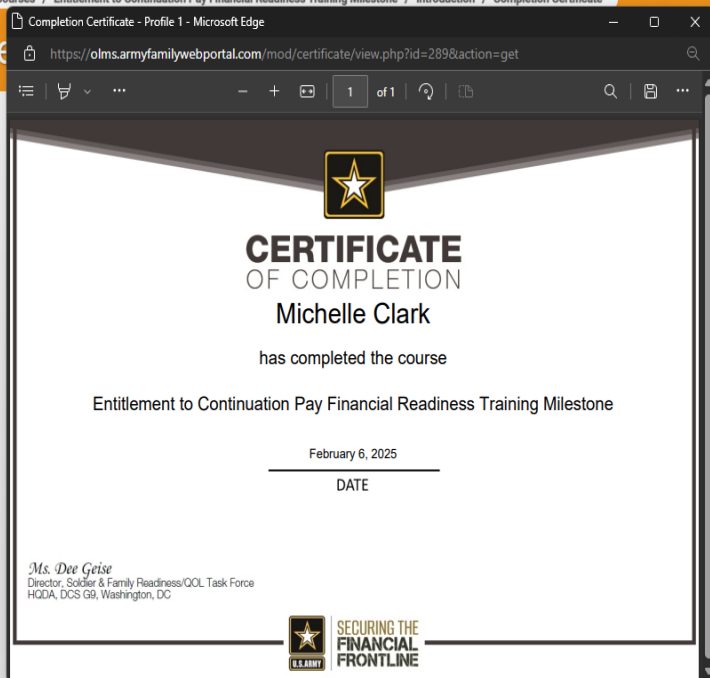 Completion Certificate - Profile 1 - Microsoft Edge
https://olms.armyfamilywebportal.com/mod/certificate/view.php?id=289&action=get
1 of 1
CERTIFICATE
OF COMPLETION
Michelle Clark
has completed the course
Entitlement to Continuation Pay Financial Readiness Training Milestone
February 6, 2025
DATE
Ms. Dee Geise
Director, Soldier & Family Readiness/QOL Task Force
HQDA, DCS G9, Washington, DC
U.S.ARMY
SECURING THE
FINANCIAL
FRONTLINE